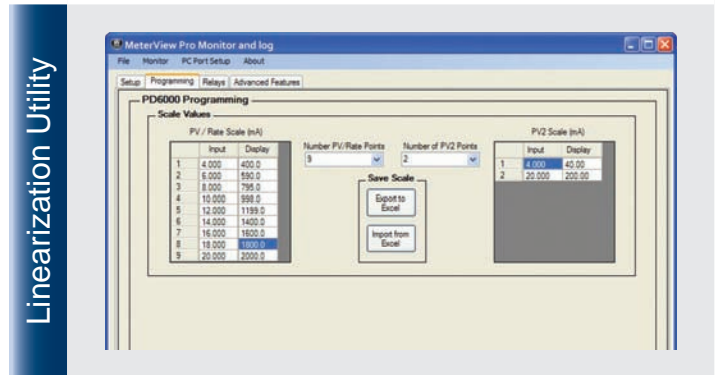 Linearization Utility
MeterView Pro Monitor and log
File Monitor PC Port Setup About
Setup Programming Relays Advanced Features
PD6000 Programming
Scale Values
PV / Rate Scale (mA)
Input Display
1 4.000 400.0
2 6.000 590.0
3 8.000 795.0
4 10.000 998.0
5 12.000 1199.0
6 14.000 1400.0
7 16.000 1600.0
8 18.000 1800.0
9 20.000 2000.0
Number PV/Rate Points
9
Number of PV2 Points
2
Save Scale
Export to
Excel
Import from
Excel
PV2 Scale (mA)
Input Display
1 4.000 40.00
2 20.000 200.00